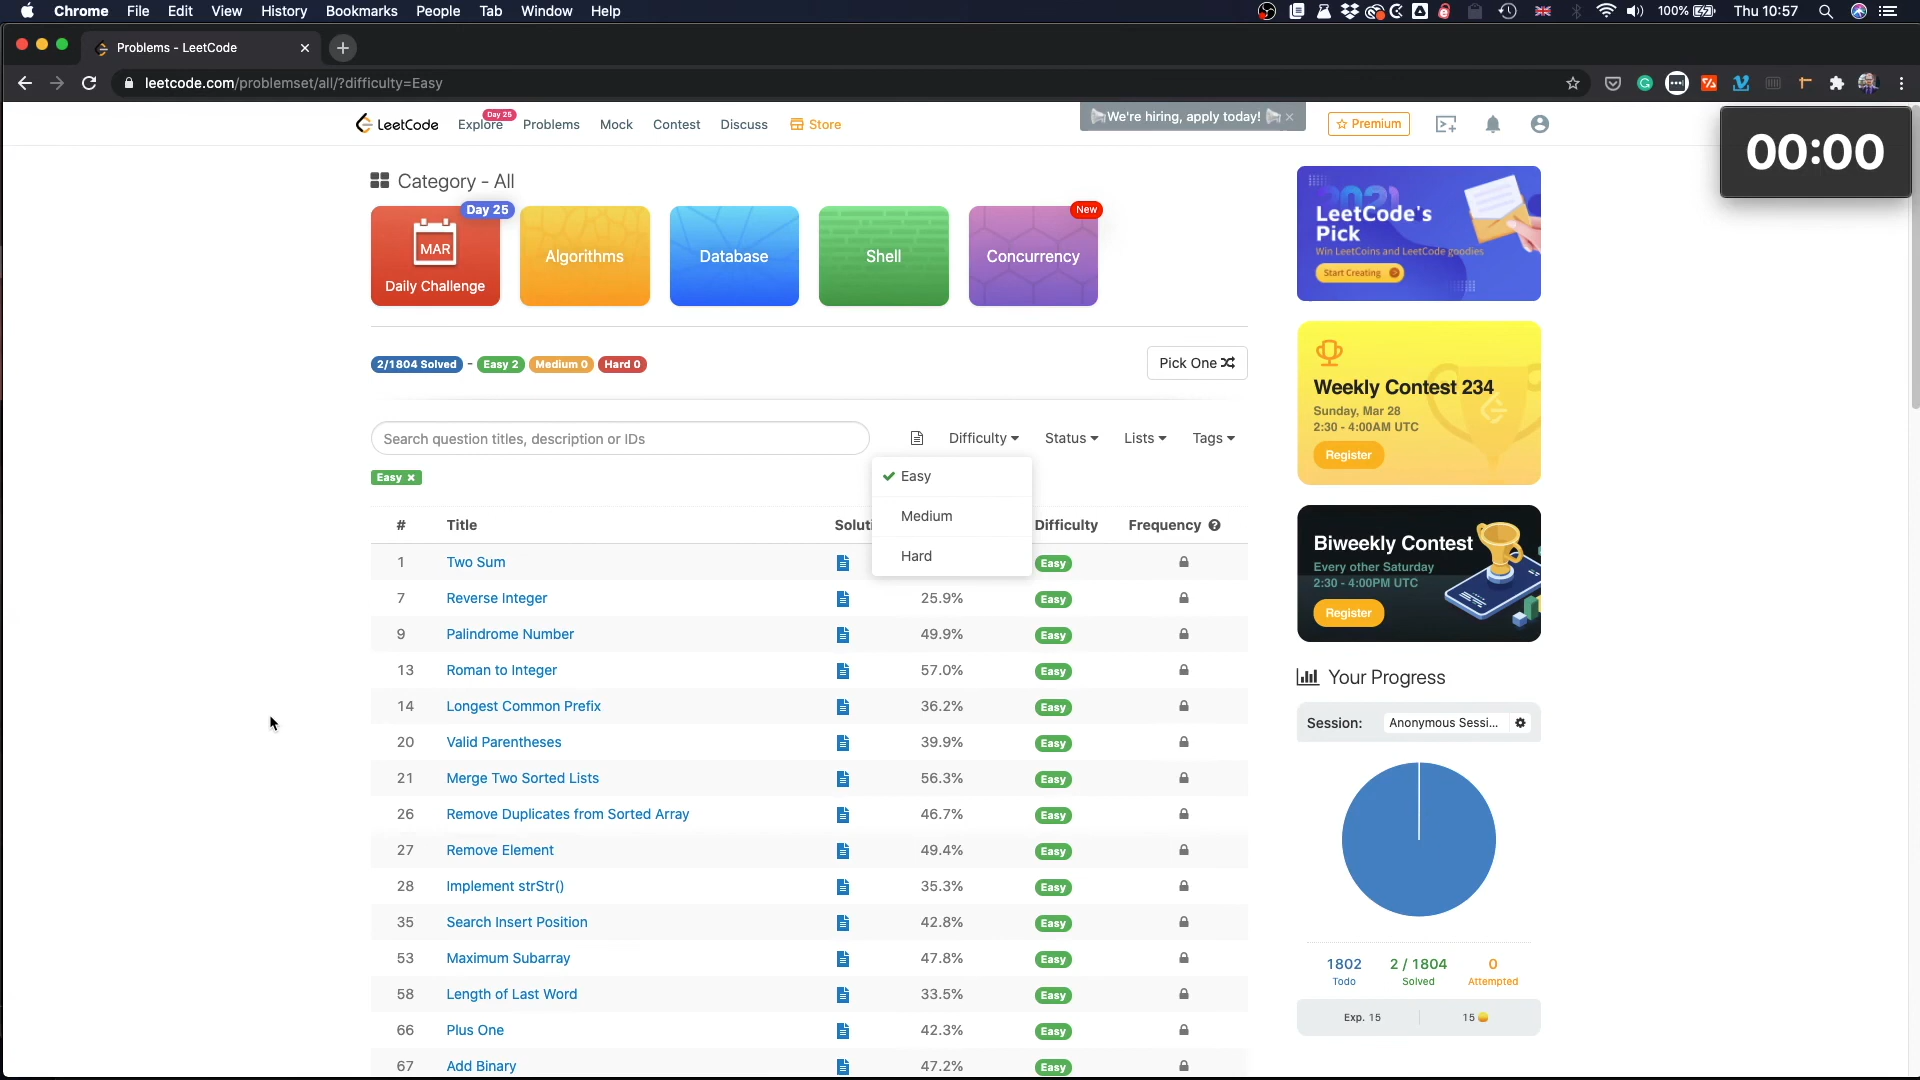 Chrome File Edit View History Bookmarks People Tab Window Help
100% Thu 10:57
Problems - LeetCode
leetcode.com/problemset/all/?difficulty=Easy
LeetCode Explore Day 25 Problems Mock Contest Discuss Store
We're hiring, apply today! ×
Premium
00:00
Category - All
Day 25
MAR
Daily Challenge
Algorithms
Database
Shell
New
Concurrency
2/1804 Solved - Easy 2 Medium 0 Hard 0
Pick One
Search question titles, description or IDs
Difficulty Status Lists Tags
Easy ×
Easy
Medium
Hard
# Title Soluti Difficulty Frequency
1 Two Sum Easy
7 Reverse Integer 25.9% Easy
9 Palindrome Number 49.9% Easy
13 Roman to Integer 57.0% Easy
14 Longest Common Prefix 36.2% Easy
20 Valid Parentheses 39.9% Easy
21 Merge Two Sorted Lists 56.3% Easy
26 Remove Duplicates from Sorted Array 46.7% Easy
27 Remove Element 49.4% Easy
28 Implement strStr() 35.3% Easy
35 Search Insert Position 42.8% Easy
53 Maximum Subarray 47.8% Easy
58 Length of Last Word 33.5% Easy
66 Plus One 42.3% Easy
67 Add Binary 47.2% Easy
2021
LeetCode's
Pick
Win LeetCoins and LeetCode goodies
Start Creating
Weekly Contest 234
Sunday, Mar 28
2:30 - 4:00AM UTC
Register
Biweekly Contest
Every other Saturday
2:30 - 4:00PM UTC
Register
Your Progress
Session: Anonymous Sessi...
1802 2 / 1804 0
Todo Solved Attempted
Exp. 15 15